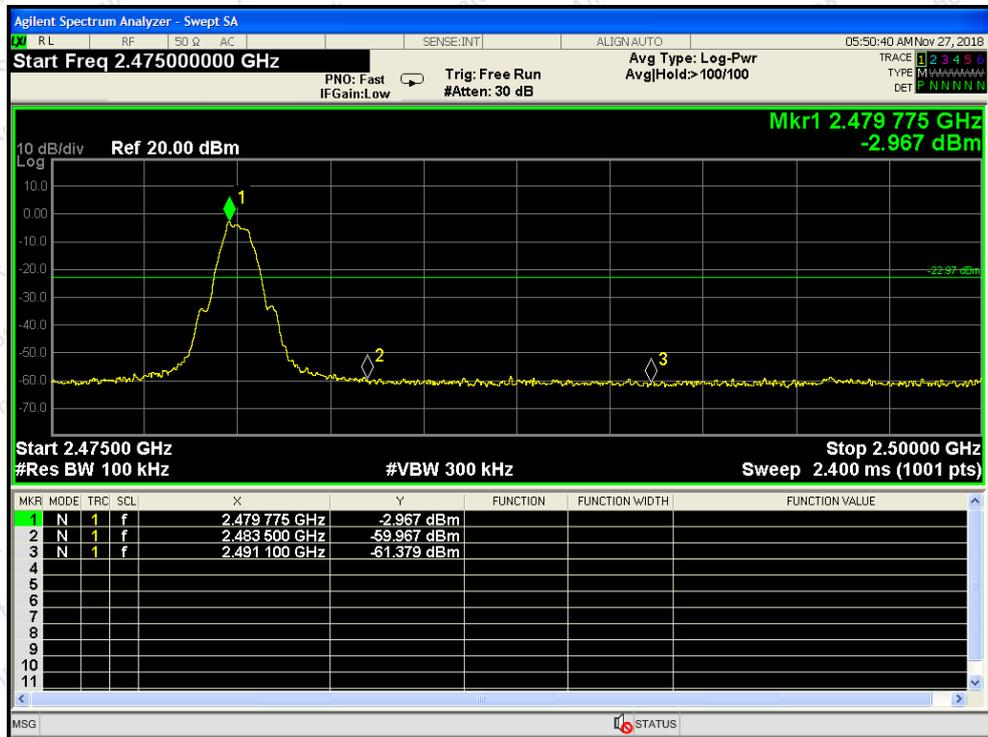 Agilent Spectrum Analyzer - Swept SA
LXI RL RF 50 Ω AC SENSE:INT ALIGNAUTO 05:50:40 AM Nov 27, 2018
Start Freq 2.475000000 GHz
PNO: Fast
IFGain:Low
Trig: Free Run
#Atten: 30 dB
Avg Type: Log-Pwr
Avg|Hold:>100/100
TRACE 1 2 3 4 5 6
TYPE M
DET P N N N N N
Mkr1 2.479 775 GHz
-2.967 dBm
10 dB/div Ref 20.00 dBm
Log
10.0
0.00
-10.0
-20.0
-30.0
-40.0
-50.0
-60.0
-70.0
1
2
3
-22.97 dBm
Start 2.47500 GHz Stop 2.50000 GHz
#Res BW 100 kHz #VBW 300 kHz Sweep 2.400 ms (1001 pts)
MKR MODE TRC SCL X Y FUNCTION FUNCTION WIDTH FUNCTION VALUE
1 N 1 f 2.479 775 GHz -2.967 dBm
2 N 1 f 2.483 500 GHz -59.967 dBm
3 N 1 f 2.491 100 GHz -61.379 dBm
4
5
6
7
8
9
10
11
MSG STATUS